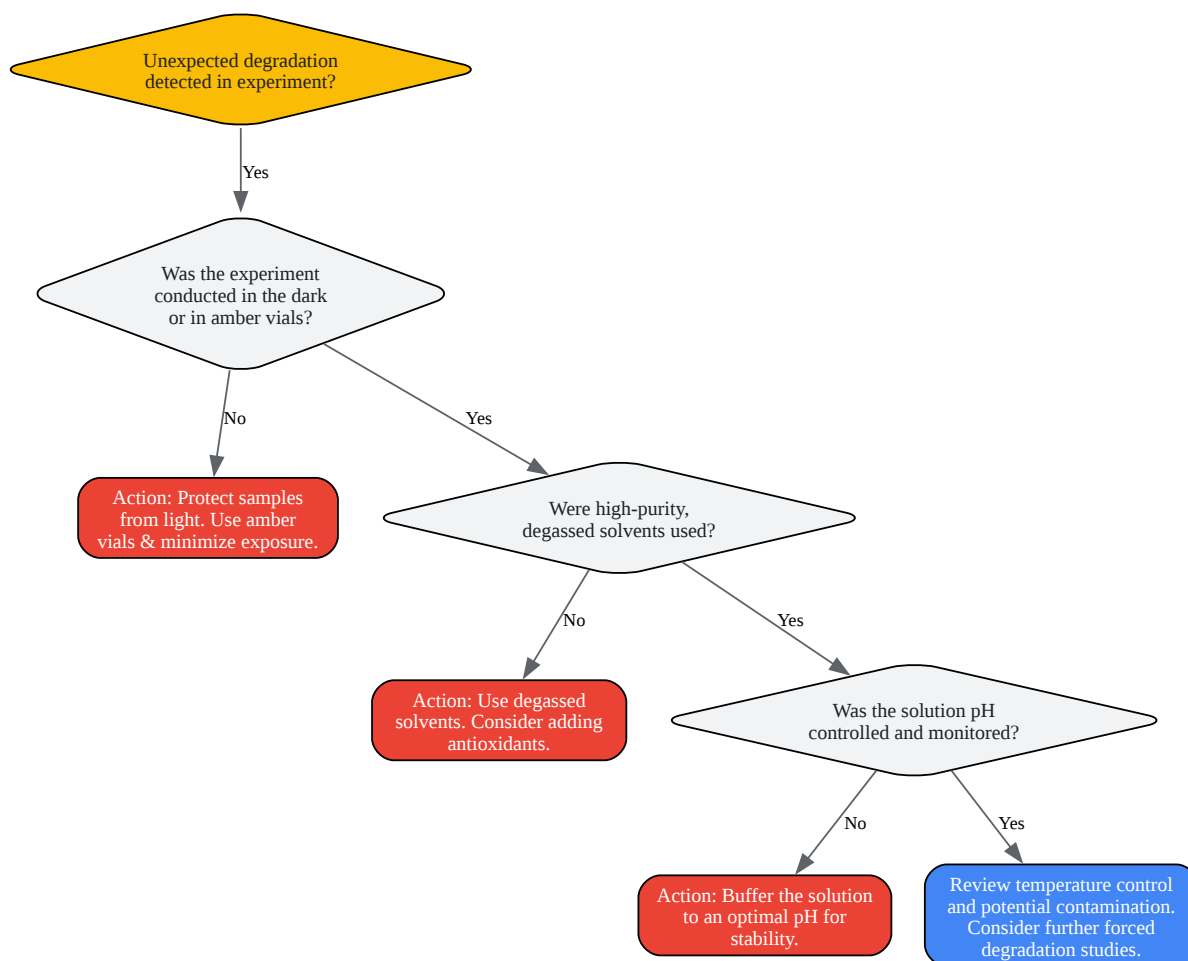 Unexpected degradation
detected in experiment?
Yes
Was the experiment
conducted in the dark
or in amber vials?
No
Yes
Action: Protect samples
from light. Use amber
vials & minimize exposure.
Were high-purity,
degassed solvents used?
No
Yes
Action: Use degassed
solvents. Consider adding
antioxidants.
Was the solution pH
controlled and monitored?
No
Yes
Action: Buffer the solution
to an optimal pH for
stability.
Review temperature control
and potential contamination.
Consider further forced
degradation studies.